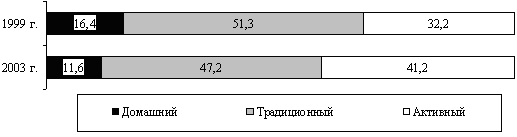 1999 г. 16,4 51,3 32,2
2003 г. 11,6 47,2 41,2
Домашний Традиционный Активный